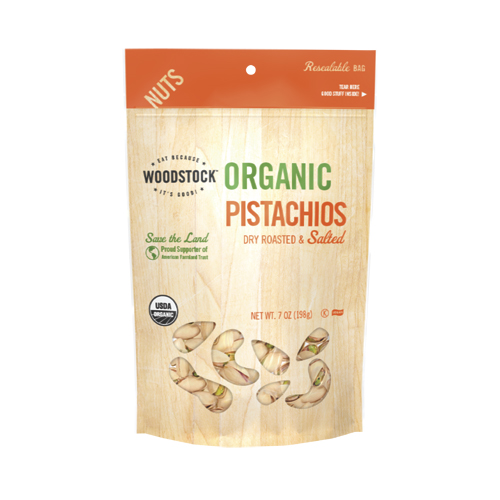 Resealable BAG
TEAR HERE
GOOD STUFF INSIDE!
NUTS
EAT BECAUSE
WOODSTOCK
IT'S GOOD!
ORGANIC
PISTACHIOS
DRY ROASTED & Salted
Save the Land
Proud Supporter of
American Farmland Trust
USDA
ORGANIC
NET WT. 7 OZ (198g)
K